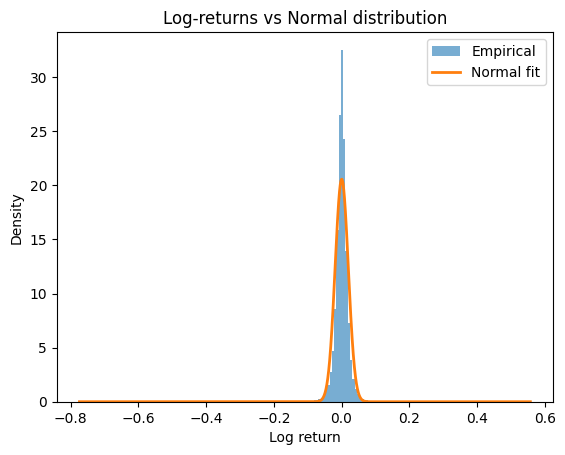 Log-returns vs Normal distribution
Empirical
Normal fit
Density
30
25
20
15
10
5
0
−0.8 −0.6 −0.4 −0.2 0.0 0.2 0.4 0.6
Log return